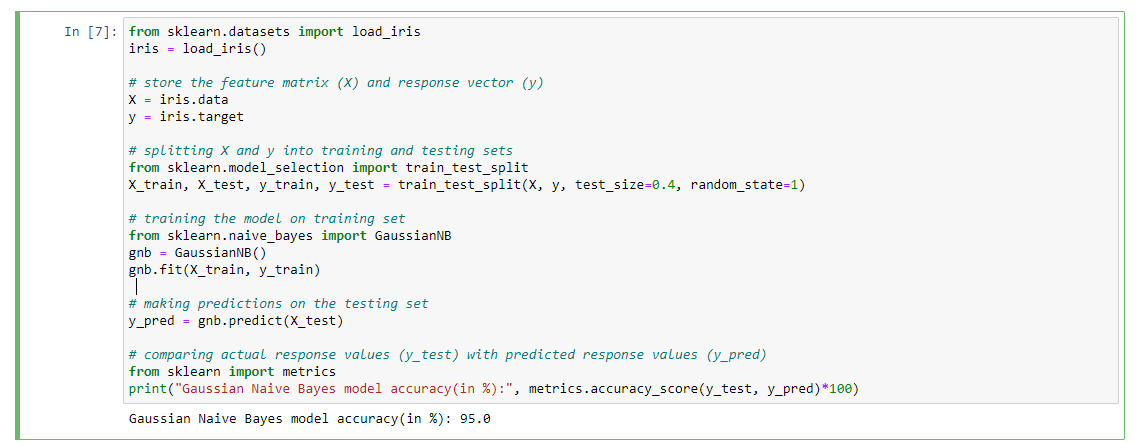 In [7]: from sklearn.datasets import load_iris
iris = load_iris()
# store the feature matrix (X) and response vector (y)
X = iris.data
y = iris.target
# splitting X and y into training and testing sets
from sklearn.model_selection import train_test_split
X_train, X_test, y_train, y_test = train_test_split(X, y, test_size=0.4, random_state=1)
# training the model on training set
from sklearn.naive_bayes import GaussianNB
gnb = GaussianNB()
gnb.fit(X_train, y_train)
# making predictions on the testing set
y_pred = gnb.predict(X_test)
# comparing actual response values (y_test) with predicted response values (y_pred)
from sklearn import metrics
print("Gaussian Naive Bayes model accuracy(in %):", metrics.accuracy_score(y_test, y_pred)*100)
Gaussian Naive Bayes model accuracy(in %): 95.0